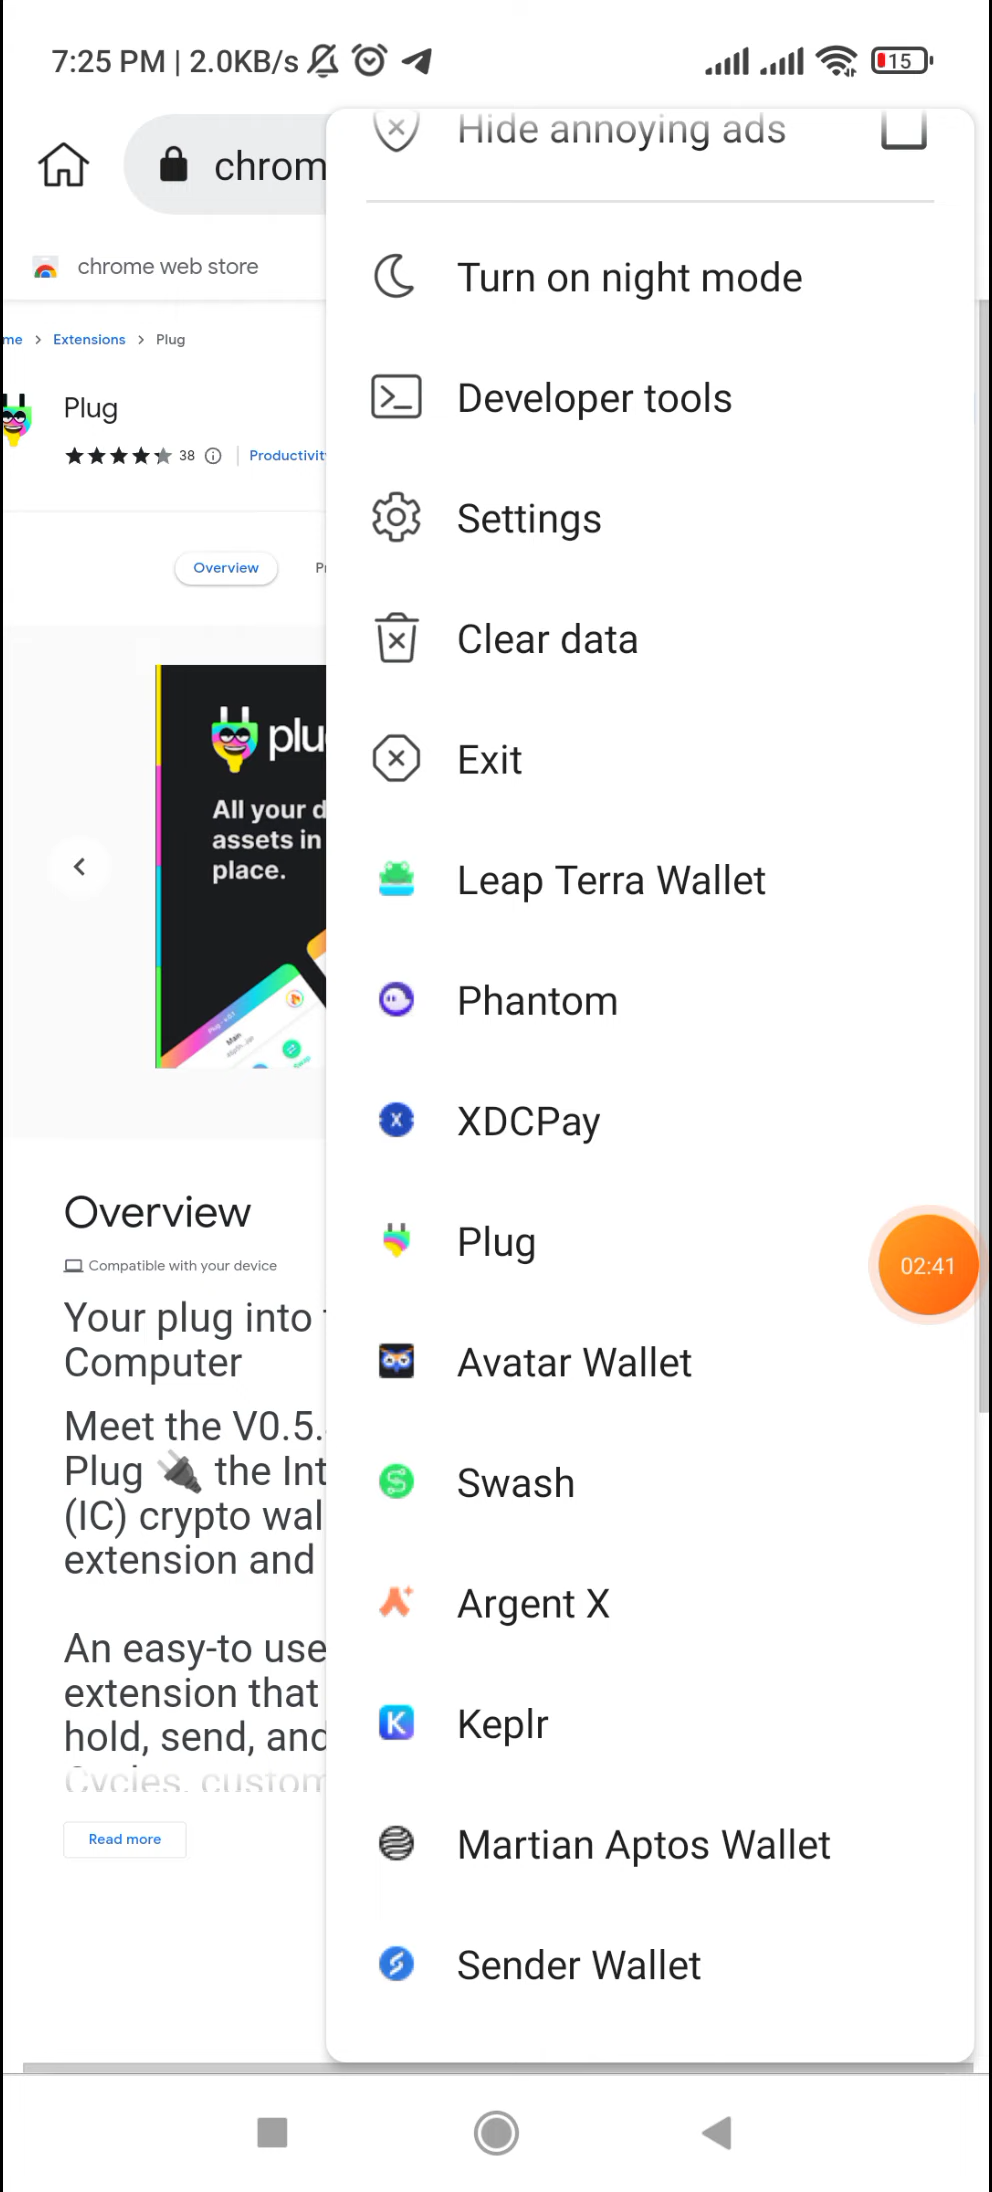 7:25 PM | 2.0KB/s
15
Hide annoying ads
chrom
Turn on night mode
chrome web store
me > Extensions > Plug
Developer tools
Plug
38
Productivit
Settings
Overview
Clear data
plu
Exit
All your d
assets in
place.
Leap Terra Wallet
Phantom
Main
XDCPay
Overview
Plug
Compatible with your device
02:41
Your plug into
Computer
Avatar Wallet
Meet the V0.5.
Plug 🔌 the Int
Swash
(IC) crypto wal
extension and
Argent X
An easy-to use
extension that
Keplr
hold, send, and
Cycles, custom
Read more
Martian Aptos Wallet
Sender Wallet